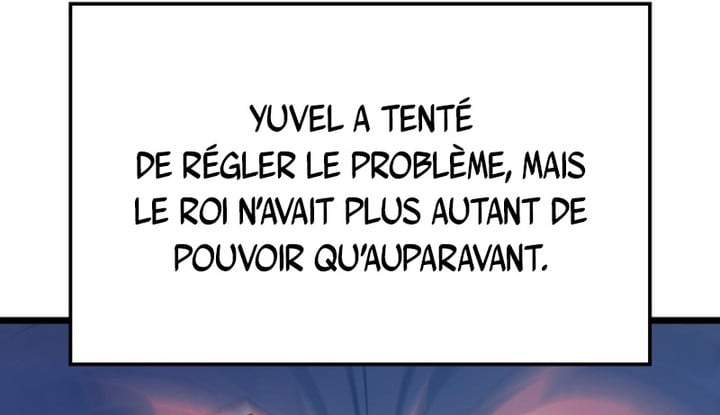 YUVEL A TENTÉ
DE RÉGLER LE PROBLÈME, MAIS
LE ROI N'AVAIT PLUS AUTANT DE
POUVOIR QU'AUPARAVANT.